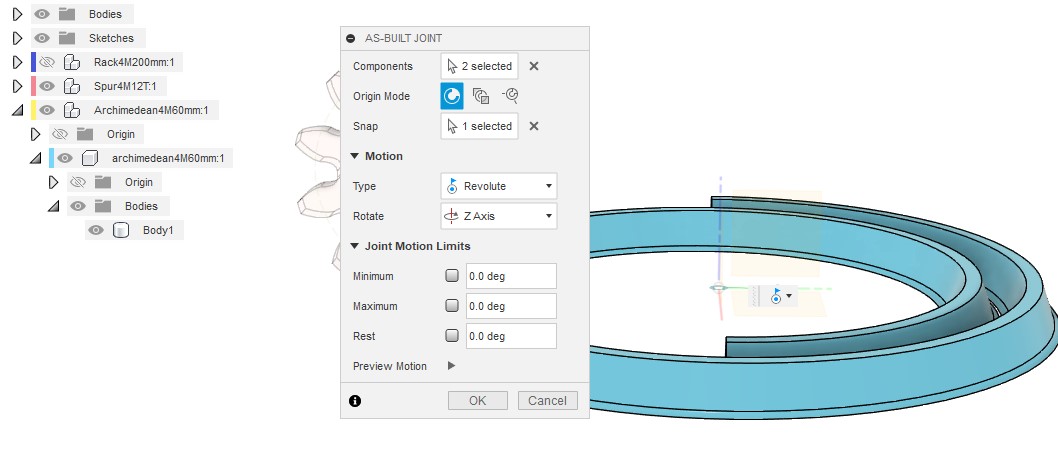 Bodies
Sketches
Rack4M200mm:1
Spur4M12T:1
Archimedean4M60mm:1
Origin
archimedean4M60mm:1
Origin
Bodies
Body1
AS-BUILT JOINT
Components 2 selected
Origin Mode
Snap 1 selected
Motion
Type Revolute
Rotate Z Axis
Joint Motion Limits
Minimum 0.0 deg
Maximum 0.0 deg
Rest 0.0 deg
Preview Motion
OK Cancel